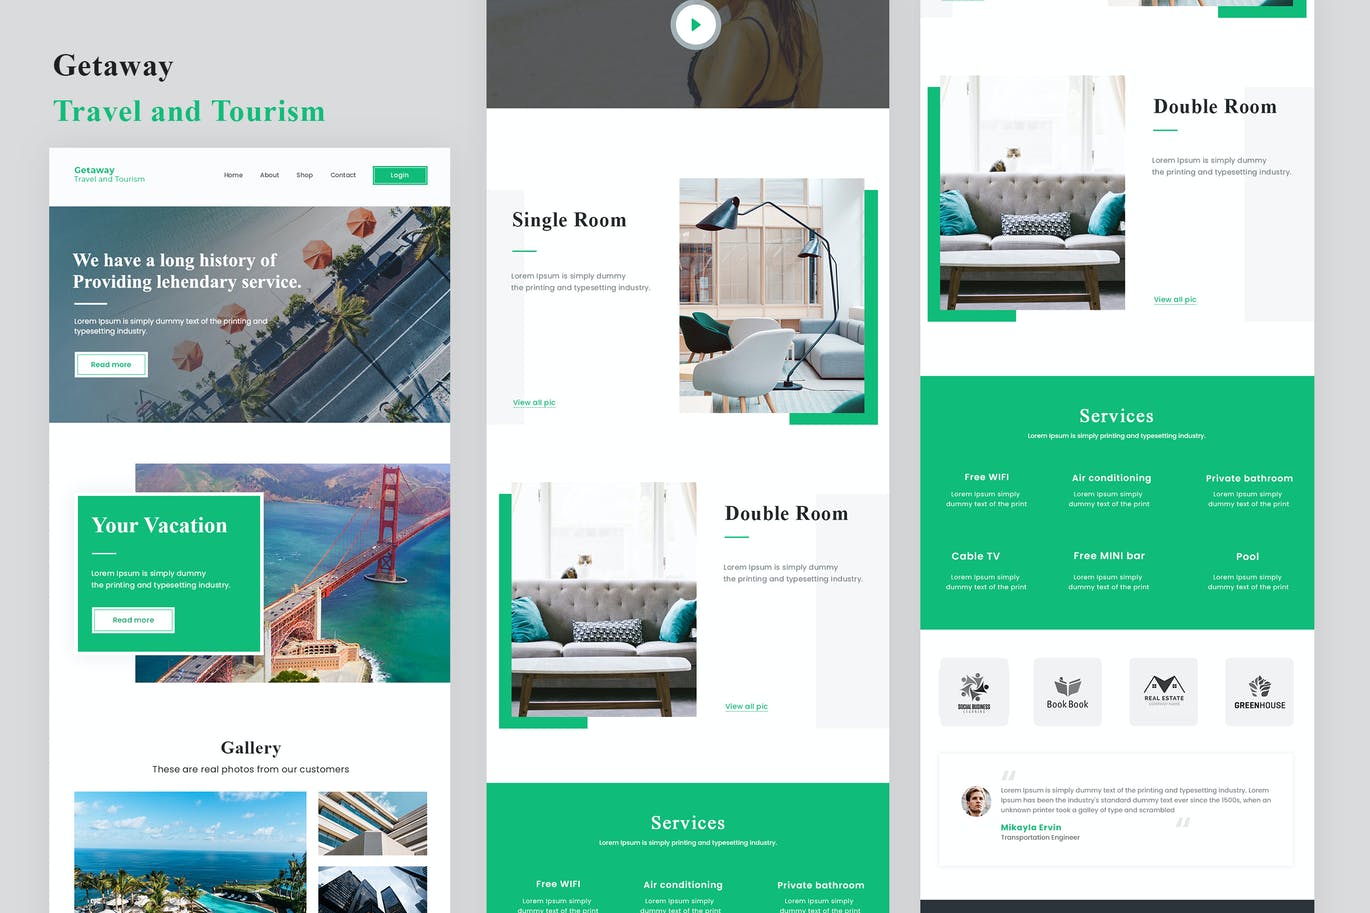 Getaway
Travel and Tourism
Getaway
Travel and Tourism
Home
About
Shop
Contact
Login
We have a long history of
Providing lehendary service.
Lorem Ipsum is simply dummy text of the printing and
typesetting industry.
Read more
Your Vacation
Lorem Ipsum is simply dummy
the printing and typesetting industry.
Read more
Gallery
These are real photos from our customers
Single Room
Lorem Ipsum is simply dummy
the printing and typesetting industry.
View all pic
Double Room
Lorem Ipsum is simply dummy
the printing and typesetting industry.
View all pic
Services
Lorem Ipsum is simply printing and typesetting industry.
Free WIFI
Lorem Ipsum simply
dummy text of the print
Air conditioning
Lorem Ipsum simply
dummy text of the print
Private bathroom
Lorem Ipsum simply
dummy text of the print
Double Room
Lorem Ipsum is simply dummy
the printing and typesetting industry.
View all pic
Services
Lorem Ipsum is simply printing and typesetting industry.
Free WIFI
Lorem Ipsum simply
dummy text of the print
Air conditioning
Lorem Ipsum simply
dummy text of the print
Private bathroom
Lorem Ipsum simply
dummy text of the print
Cable TV
Lorem Ipsum simply
dummy text of the print
Free MINI bar
Lorem Ipsum simply
dummy text of the print
Pool
Lorem Ipsum simply
dummy text of the print
SOCIAL BUSINESS
LEARNING
Book Book
REAL ESTATE
COMPANY NAME
GREENHOUSE
Lorem Ipsum is simply dummy text of the printing and typesetting industry. Lorem
Ipsum has been the industry's standard dummy text ever since the 1500s, when an
unknown printer took a galley of type and scrambled
Mikayla Ervin
Transportation Engineer